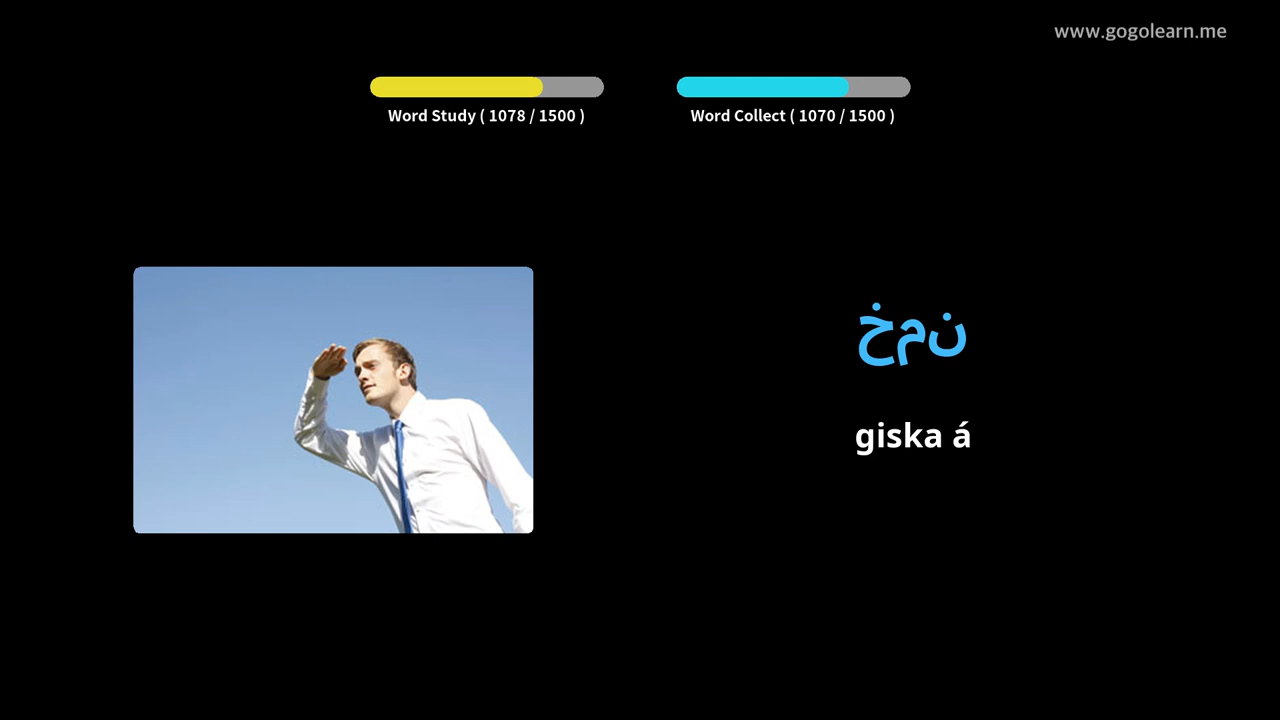 www.gogolearn.me
Word Study ( 1078 / 1500 )
Word Collect ( 1070 / 1500 )
خمن
giska á